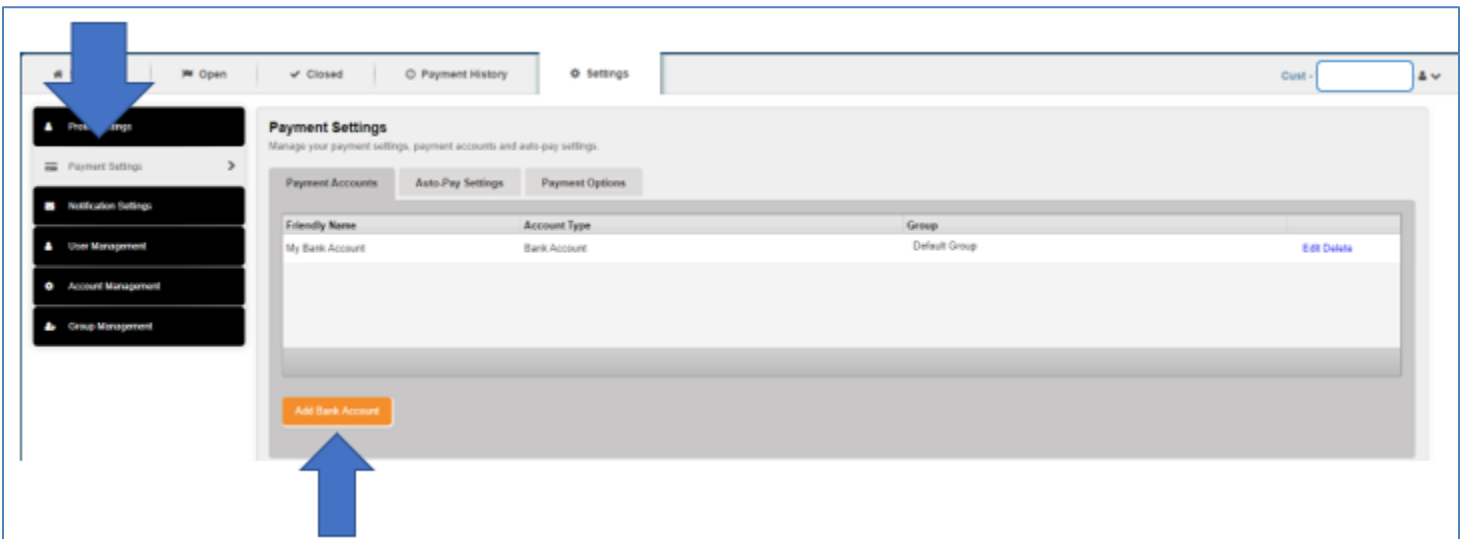 Open
Closed
Payment History
Settings
Cust -
Payment Settings
Payment Settings
Manage your payment settings, payment accounts and auto-pay settings.
Notification Settings
User Management
Account Management
Group Management
Payment Accounts
Auto-Pay Settings
Payment Options
Friendly Name Account Type Group
My Bank Account Bank Account Default Group Edit Delete
Add Bank Account